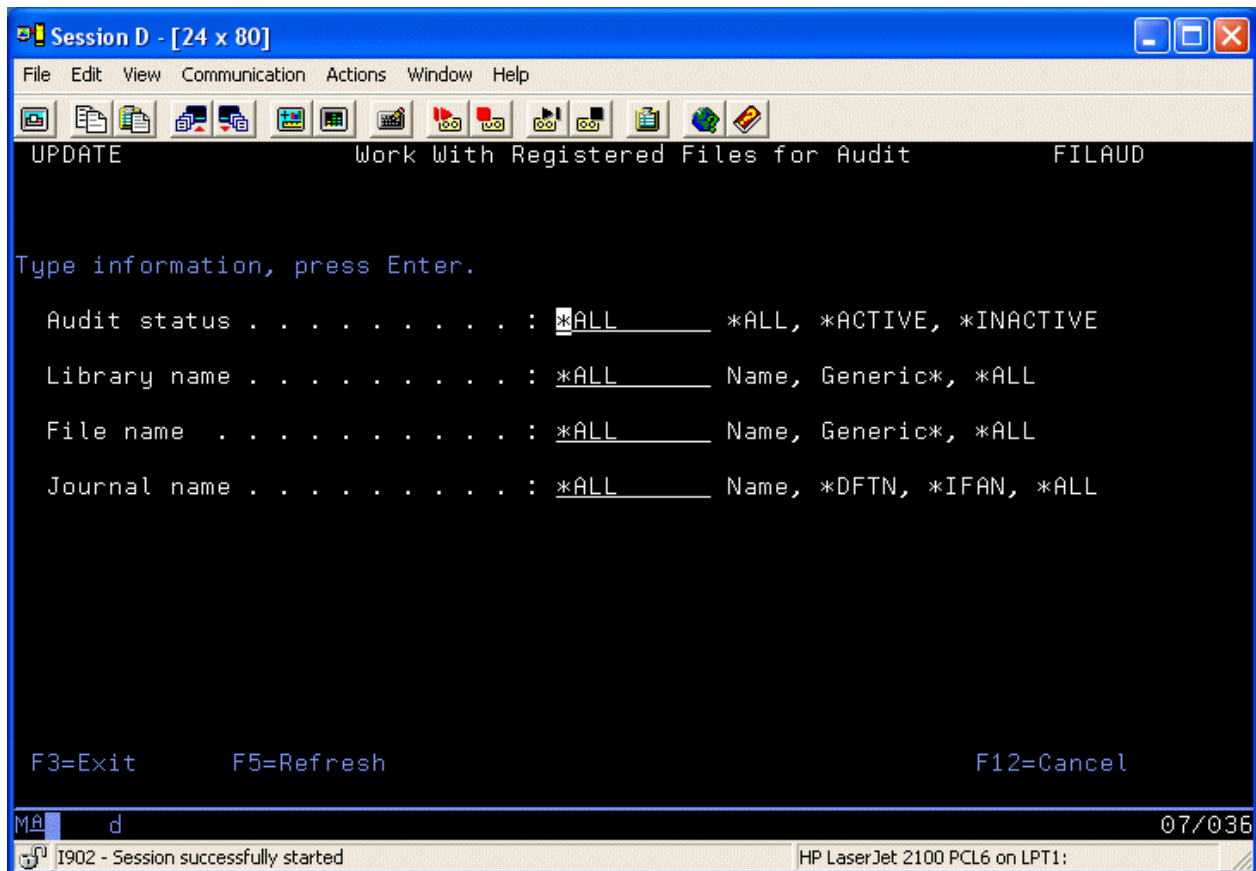 Session D - [24 x 80]
File Edit View Communication Actions Window Help
UPDATE Work With Registered Files for Audit FILAUD
Type information, press Enter.
Audit status . . . . . . . . . : *ALL *ALL, *ACTIVE, *INACTIVE
Library name . . . . . . . . . : *ALL Name, Generic*, *ALL
File name . . . . . . . . . . : *ALL Name, Generic*, *ALL
Journal name . . . . . . . . . : *ALL Name, *DFTN, *IFAN, *ALL
F3=Exit F5=Refresh F12=Cancel
MA d 07/036
I902 - Session successfully started HP LaserJet 2100 PCL6 on LPT1: